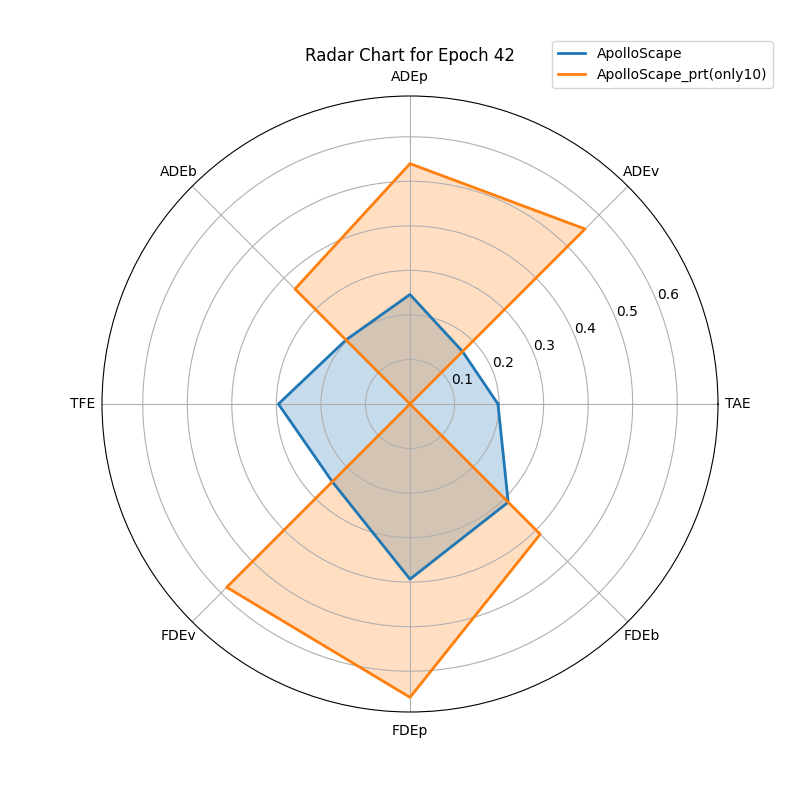 Radar Chart for Epoch 42
ApolloScape
ApolloScape_prt(only10)
ADEp
ADEb
ADEv
0.6
0.5
0.4
0.3
0.2
0.1
TFE
TAE
FDEv
FDEb
FDEp